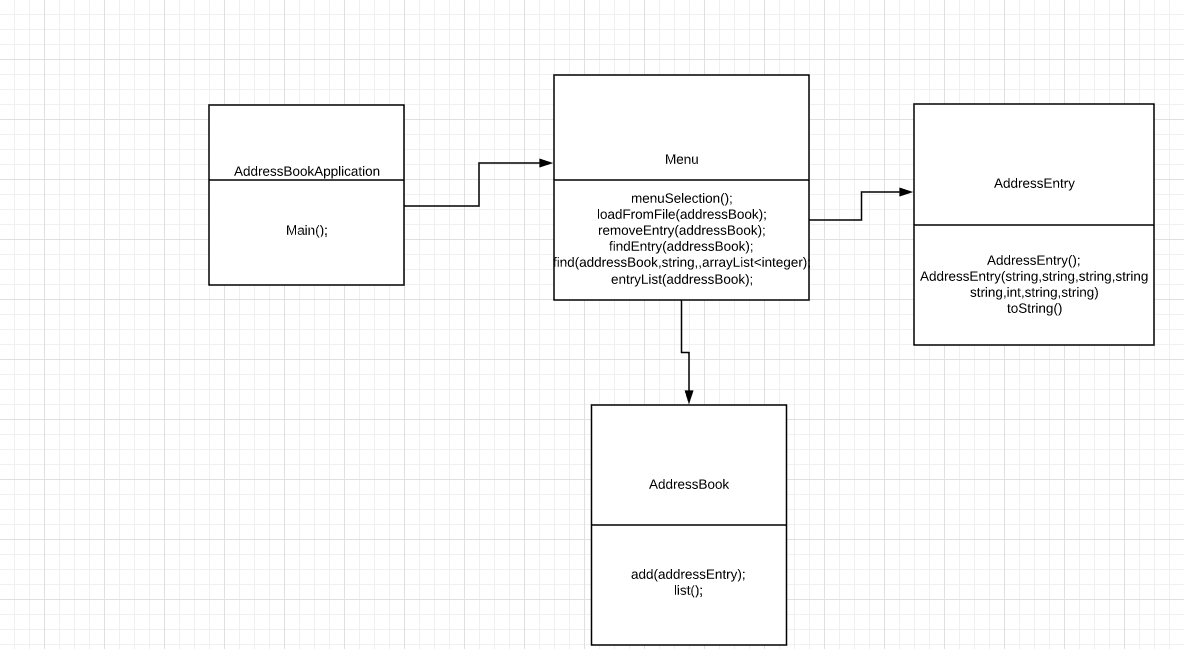 AddressBookApplication
Main();
Menu
menuSelection();
loadFromFile(addressBook);
removeEntry(addressBook);
findEntry(addressBook);
find(addressBook,string,,arrayList<integer);
entryList(addressBook);
AddressEntry
AddressEntry();
AddressEntry(string,string,string,string
string,int,string,string)
toString()
AddressBook
add(addressEntry);
list();